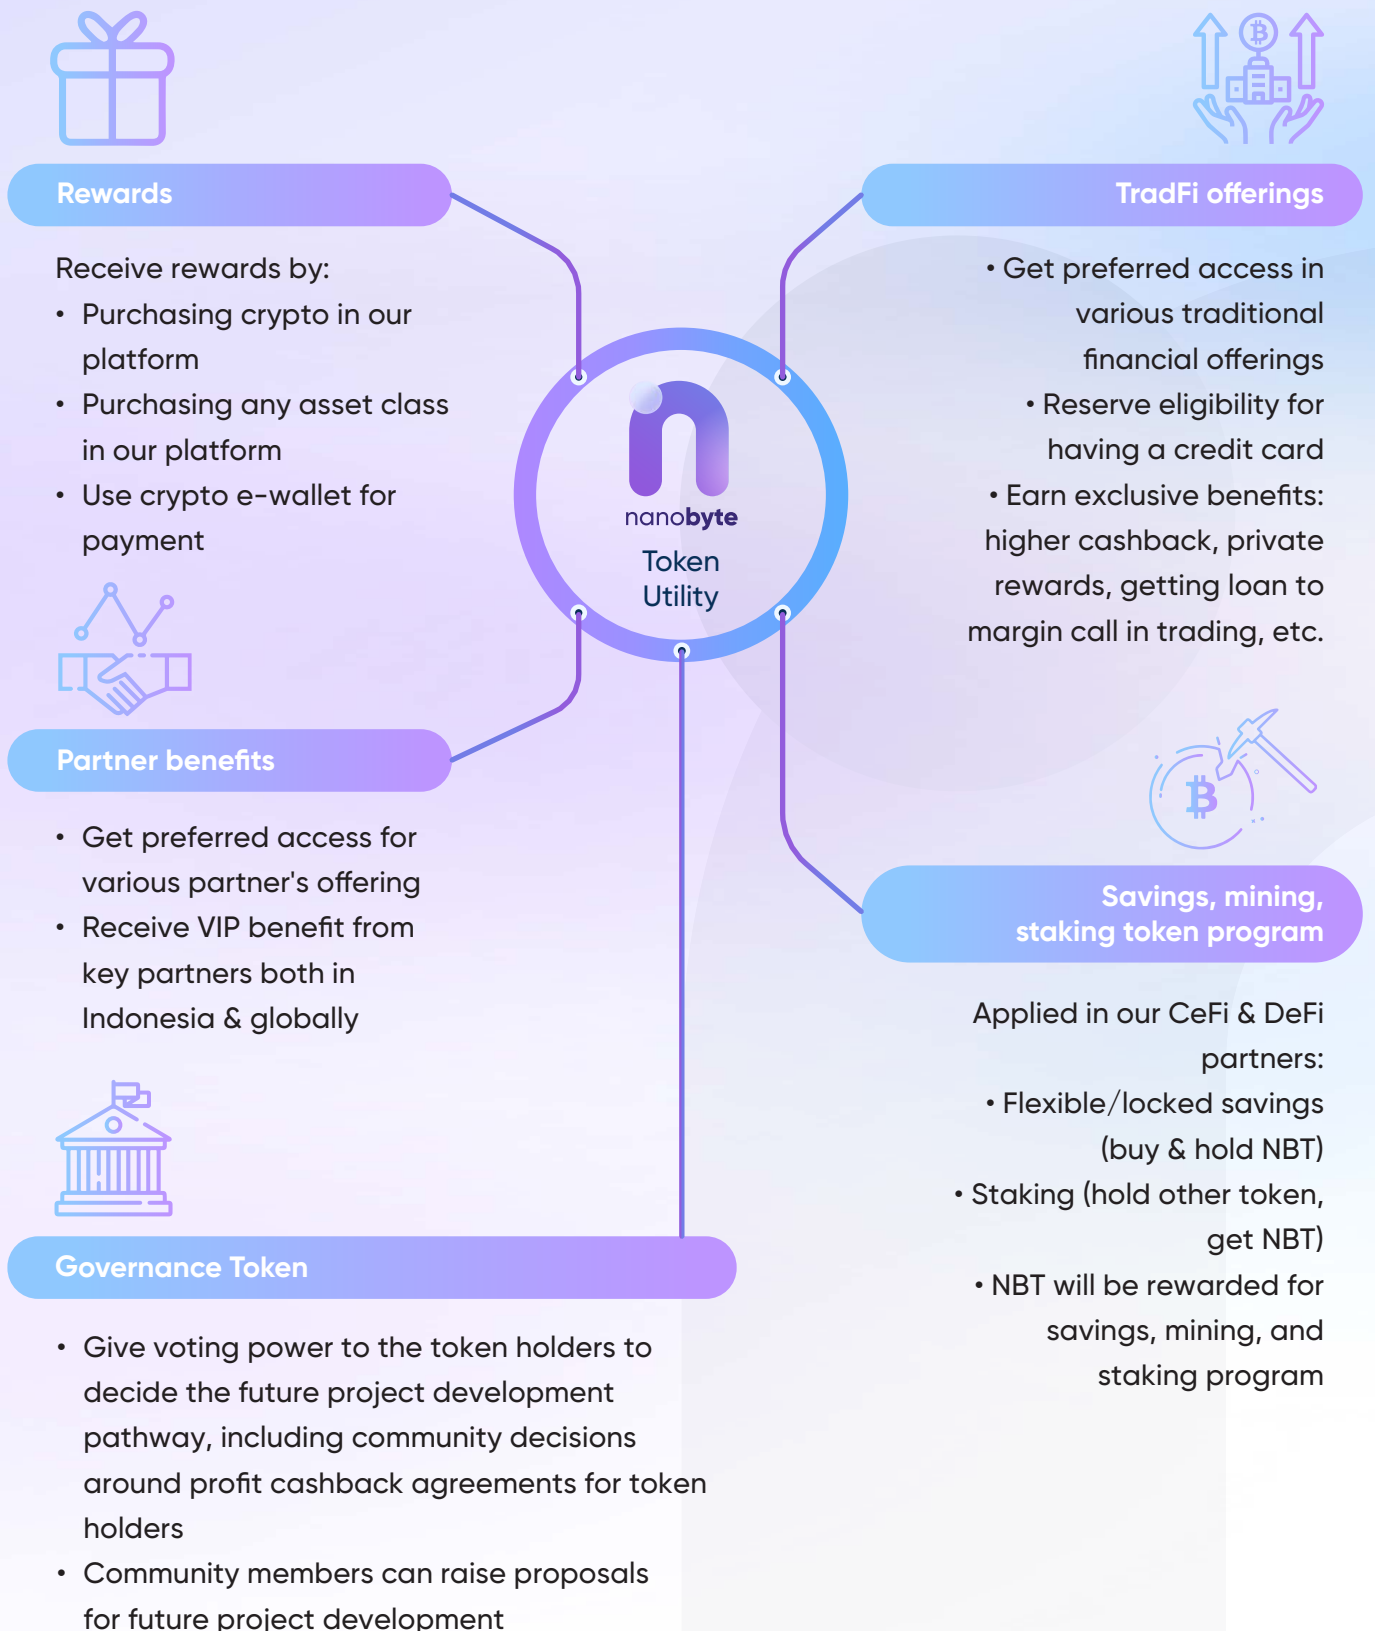 Rewards
Receive rewards by:
• Purchasing crypto in our
platform
• Purchasing any asset class
in our platform
• Use crypto e-wallet for
payment
TradFi offerings
• Get preferred access in
various traditional
financial offerings
• Reserve eligibility for
having a credit card
• Earn exclusive benefits:
higher cashback, private
rewards, getting loan to
margin call in trading, etc.
nanobyte
Token
Utility
Partner benefits
• Get preferred access for
various partner's offering
• Receive VIP benefit from
key partners both in
Indonesia & globally
Savings, mining,
staking token program
Applied in our CeFi & DeFi
partners:
• Flexible/locked savings
(buy & hold NBT)
• Staking (hold other token,
get NBT)
• NBT will be rewarded for
savings, mining, and
staking program
Governance Token
• Give voting power to the token holders to
decide the future project development
pathway, including community decisions
around profit cashback agreements for token
holders
• Community members can raise proposals
for future project development